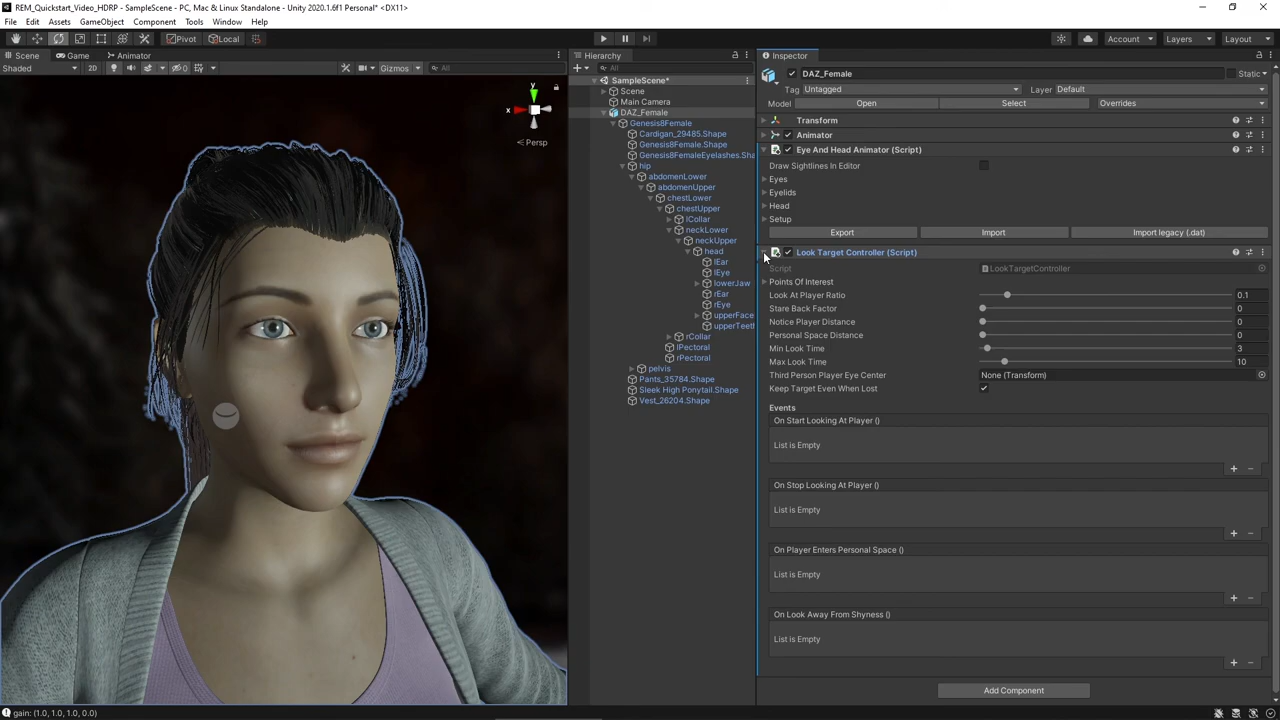 REM_Quickstart_Video_HDRP - SampleScene - PC, Mac & Linux Standalone - Unity 2020.1.6f1 Personal* <DX11>
File Edit Assets GameObject Component Tools Window Help
Pivot Local Account Layers Layout
Scene Game Animator
Shaded 2D 0 Gizmos All
y
x
Persp
Hierarchy
All
SampleScene*
Scene
Main Camera
DAZ_Female
Genesis8Female
Cardigan_29485.Shape
Genesis8Female.Shape
Genesis8FemaleEyelashes.Sha
hip
abdomenLower
abdomenUpper
chestLower
chestUpper
lCollar
neckLower
neckUpper
head
lEar
lEye
lowerJaw
rEar
rEye
upperFace
upperTeeth
rCollar
lPectoral
rPectoral
pelvis
Pants_35784.Shape
Sleek High Ponytail.Shape
Vest_26204.Shape
Inspector
DAZ_Female Static
Tag Untagged Layer Default
Model Open Select Overrides
Transform
Animator
Eye And Head Animator (Script)
Draw Sightlines In Editor
Eyes
Eyelids
Head
Setup
Export Import Import legacy (.dat)
Look Target Controller (Script)
Script LookTargetController
Points Of Interest
Look At Player Ratio 0.1
Stare Back Factor 0
Notice Player Distance 0
Personal Space Distance 0
Min Look Time 3
Max Look Time 10
Third Person Player Eye Center None (Transform)
Keep Target Even When Lost
Events
On Start Looking At Player ()
List is Empty
On Stop Looking At Player ()
List is Empty
On Player Enters Personal Space ()
List is Empty
On Look Away From Shyness ()
List is Empty
Add Component
gain: (1.0, 1.0, 1.0, 0.0)